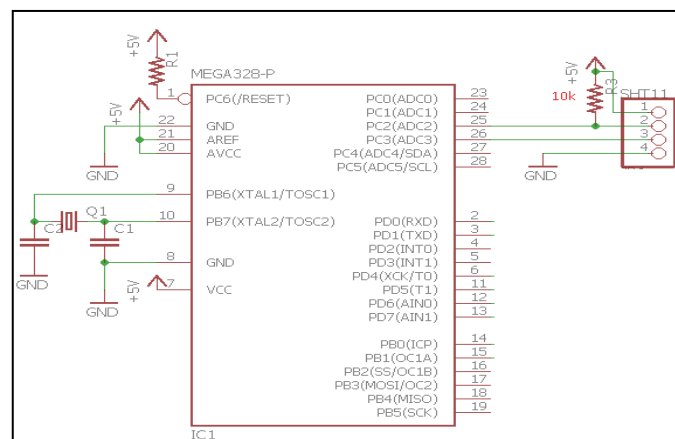 +5V
R1
MEGA328-P
1
PC6(/RESET)
22
GND
+5V
21
AREF
20
AVCC
GND
9
PB6(XTAL1/TOSC1)
Q1
10
PB7(XTAL2/TOSC2)
C2
C1
8
GND
GND
+5V
7
VCC
GND
PC0(ADC0)
23
PC1(ADC1)
24
PC2(ADC2)
25
PC3(ADC3)
26
PC4(ADC4/SDA)
27
PC5(ADC5/SCL)
28
PD0(RXD)
2
PD1(TXD)
3
PD2(INT0)
4
PD3(INT1)
5
PD4(XCK/T0)
6
PD5(T1)
11
PD6(AIN0)
12
PD7(AIN1)
13
PB0(ICP)
14
PB1(OC1A)
15
PB2(SS/OC1B)
16
PB3(MOSI/OC2)
17
PB4(MISO)
18
PB5(SCK)
19
IC1
+5V
R3
10k
SHT11
1
2
3
4
GND